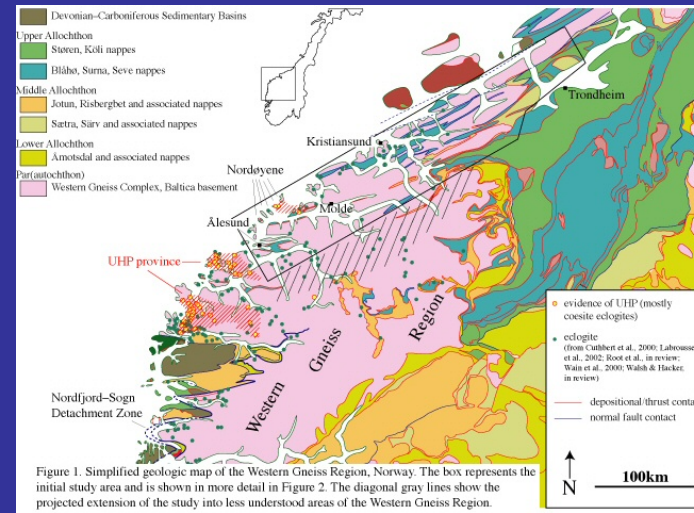 Devonian–Carboniferous Sedimentary Basins
Upper Allochthon
Støren, Köli nappes
Blåhø, Surna, Seve nappes
Middle Allochthon
Jotun, Risbergbet and associated nappes
Sætra, Särv and associated nappes
Lower Allochthon
Åmotsdal and associated nappes
Par(autochton)
Western Gneiss Complex, Baltica basement
Trondheim
Kristiansund
Nordøyene
Molde
Ålesund
UHP province
Western Gneiss Region
Nordfjord–Sogn
Detachment Zone
evidence of UHP (mostly
coesite eclogites)
eclogite
(from Cuthbert et al., 2000; Labrousse
et al., 2002; Root et al., in review;
Wain et al., 2000; Walsh & Hacker,
in review)
depositional/thrust conta
normal fault contact
N
100km
Figure 1. Simplified geologic map of the Western Gneiss Region, Norway. The box represents the
initial study area and is shown in more detail in Figure 2. The diagonal gray lines show the
projected extension of the study into less understood areas of the Western Gneiss Region.